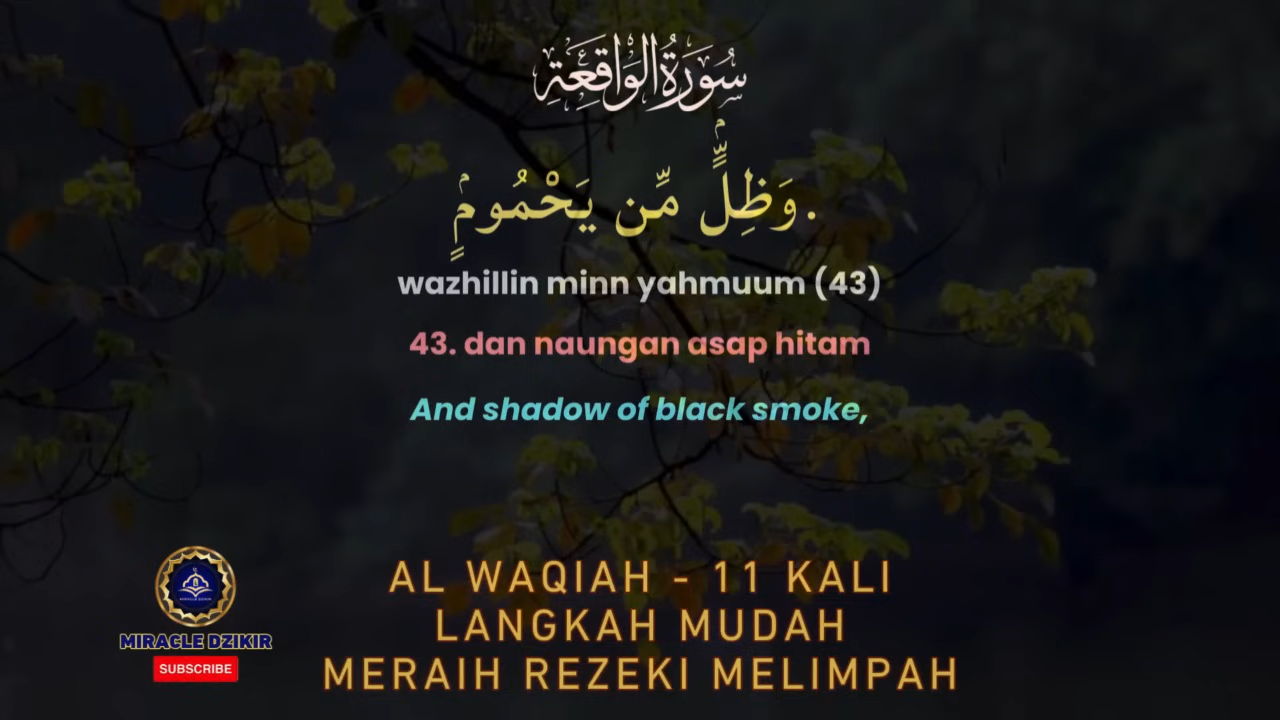 سُورَةُ الوَاقِعَةِ
وَظِلٍّۢ مِّن يَحْمُومٍۢ.
wazhillin minn yahmuum (43)
43. dan naungan asap hitam
And shadow of black smoke,
AL WAQIAH - 11 KALI
LANGKAH MUDAH
MERAIH REZEKI MELIMPAH
MIRACLE DZIKIR
SUBSCRIBE